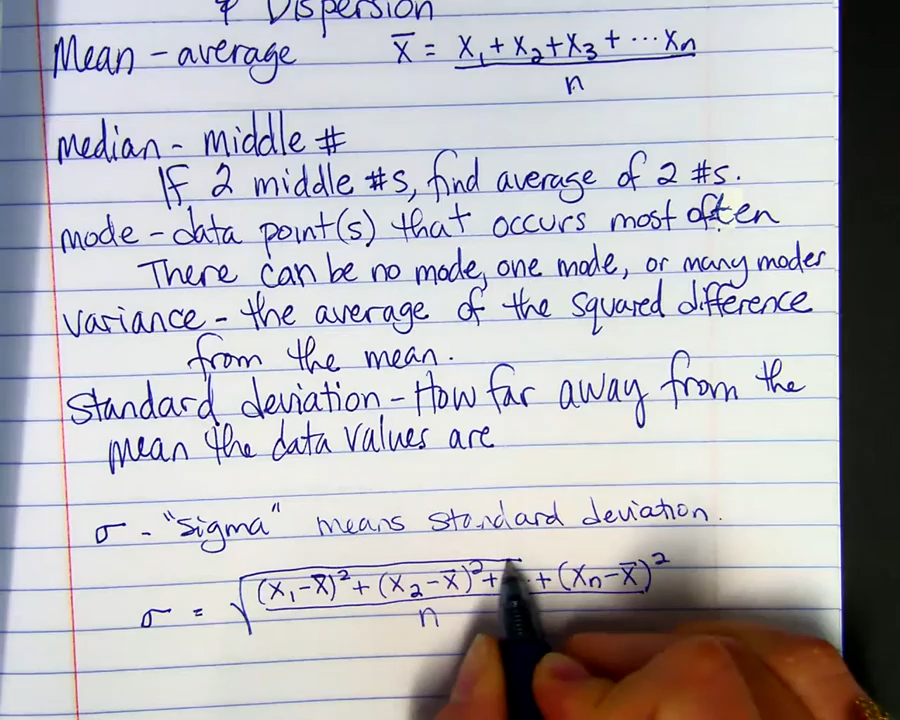 & Dispersion
Mean - average x̄ = x₁ + x₂ + x₃ + ⋯ xₙ / n
median - middle #
If 2 middle #s, find average of 2 #s.
mode - data point(s) that occurs most often
There can be no mode, one mode, or many modes
variance - the average of the squared difference
from the mean.
Standard deviation - How far away from the
mean the data values are
σ - "sigma" means standard deviation.
σ = √((x₁ - x̄)² + (x₂ - x̄)² + ⋯ + (xₙ - x̄)² / n